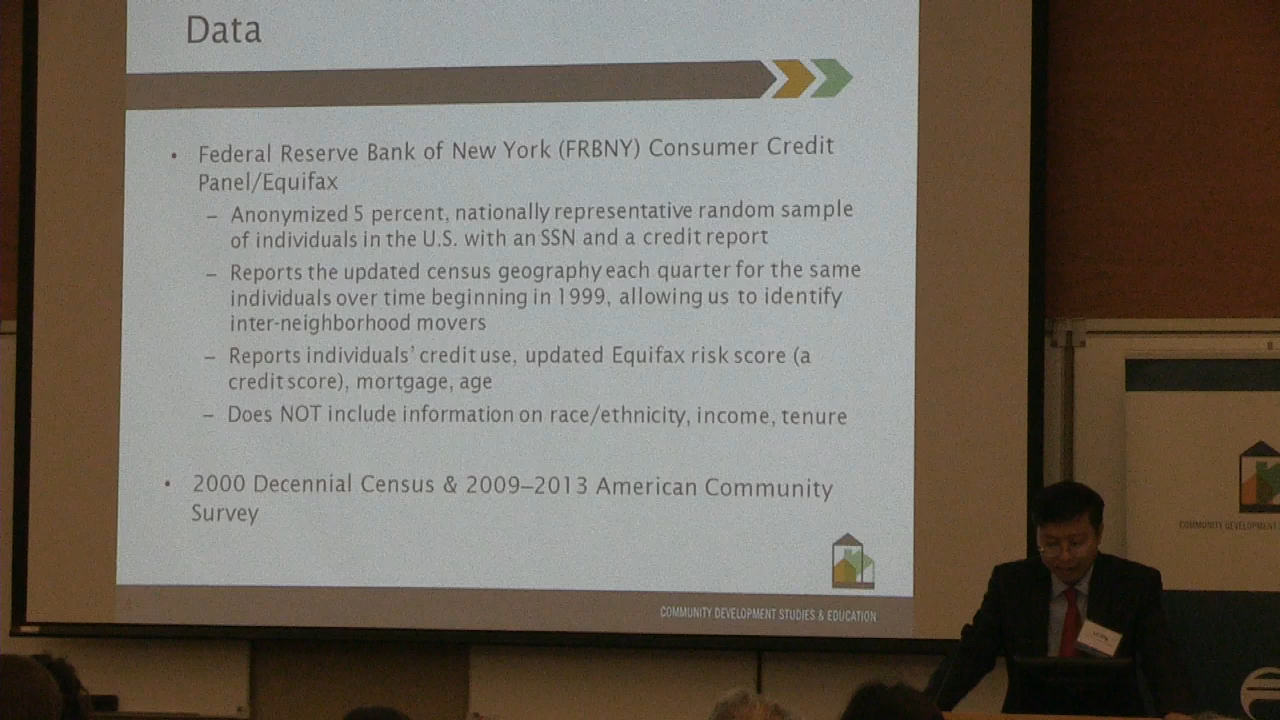 Data
• Federal Reserve Bank of New York (FRBNY) Consumer Credit
Panel/Equifax
– Anonymized 5 percent, nationally representative random sample
of individuals in the U.S. with an SSN and a credit report
– Reports the updated census geography each quarter for the same
individuals over time beginning in 1999, allowing us to identify
inter-neighborhood movers
– Reports individuals' credit use, updated Equifax risk score (a
credit score), mortgage, age
– Does NOT include information on race/ethnicity, income, tenure
• 2000 Decennial Census & 2009–2013 American Community
Survey
COMMUNITY DEVELOPMENT STUDIES & EDUCATION
COMMUNITY DEVELOPMENT